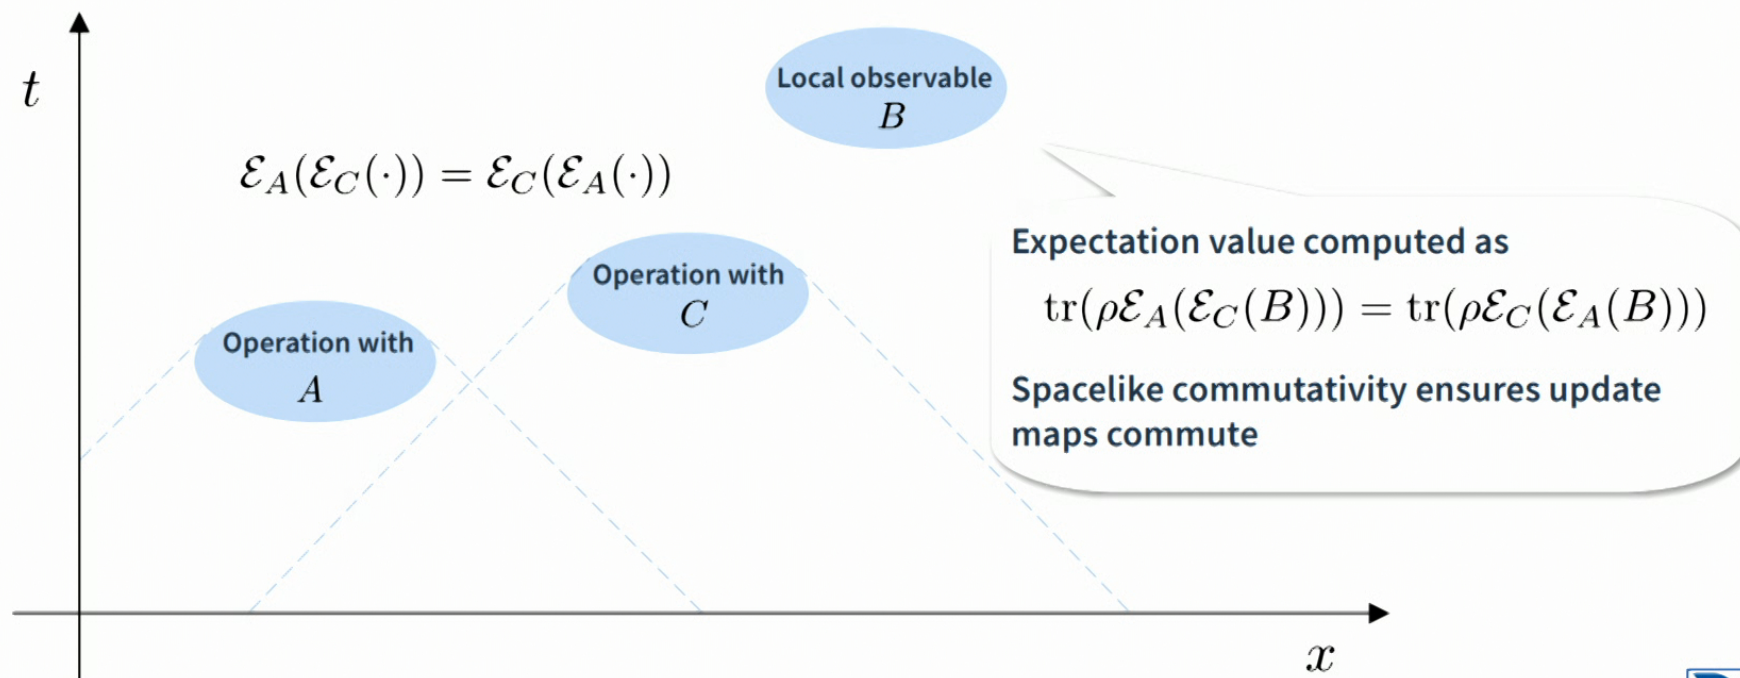 t
Local observable
B
ℰ_A(ℰ_C(·)) = ℰ_C(ℰ_A(·))
Operation with
C
Operation with
A
Expectation value computed as
tr(ρℰ_A(ℰ_C(B))) = tr(ρℰ_C(ℰ_A(B)))
Spacelike commutativity ensures update
maps commute
x